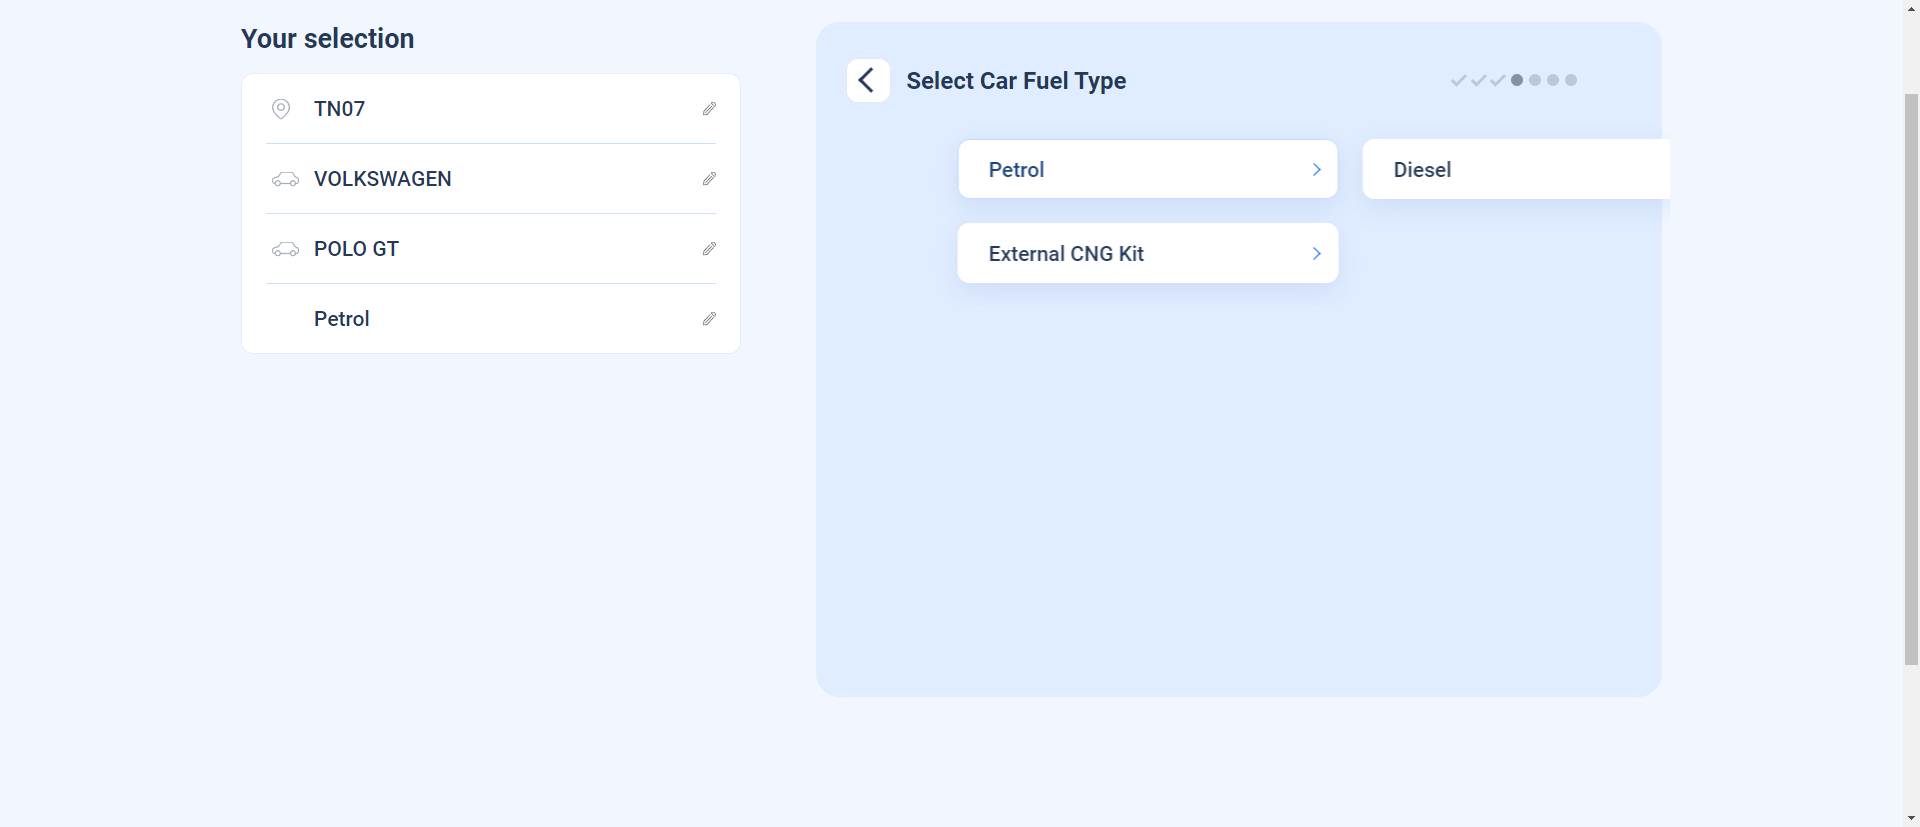 Your selection
TN07
VOLKSWAGEN
POLO GT
Petrol
Select Car Fuel Type
Petrol
Diesel
External CNG Kit